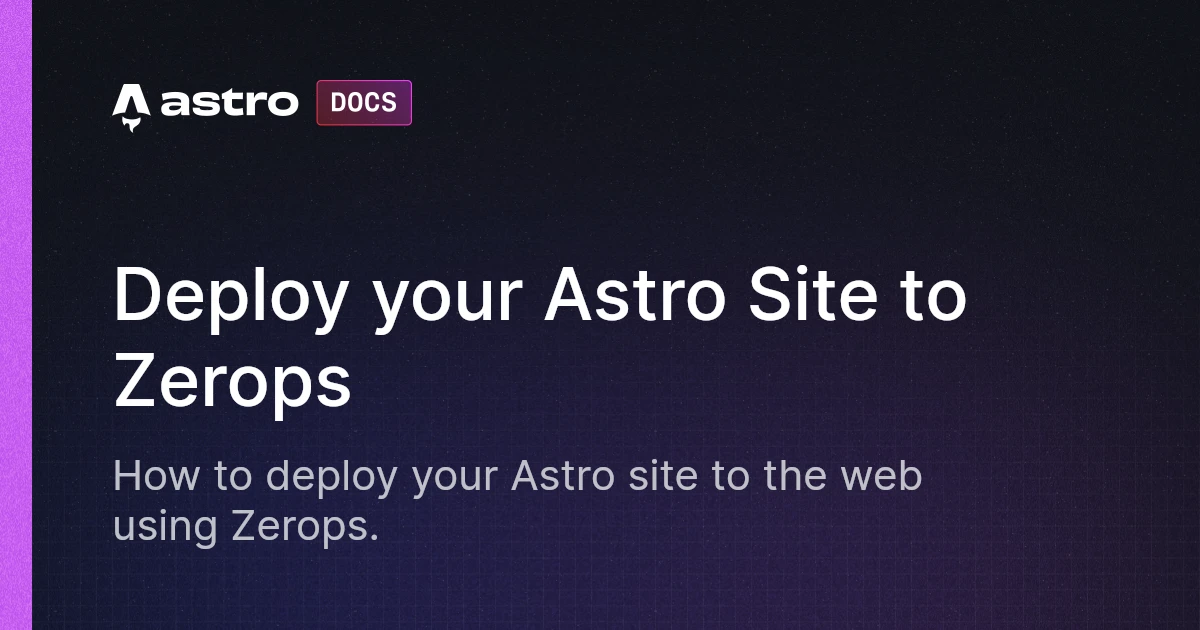 astro DOCS
Deploy your Astro Site to
Zerops
How to deploy your Astro site to the web
using Zerops.